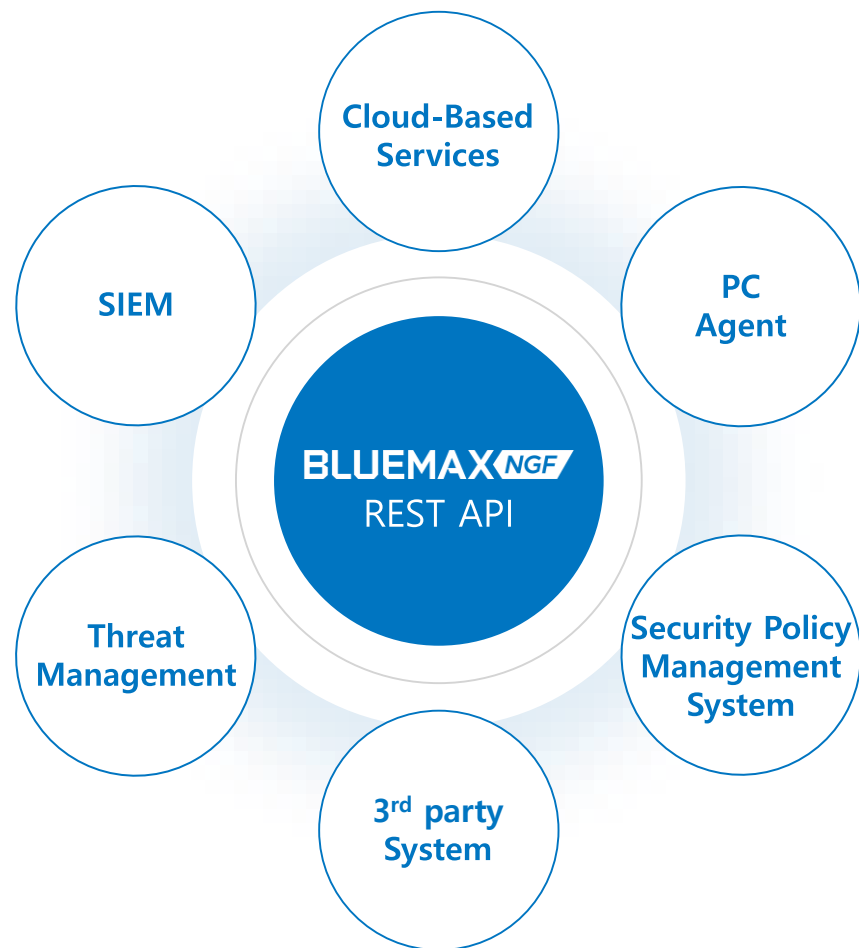 Cloud-Based
Services
SIEM
PC
Agent
BLUEMAX NGF
REST API
Threat
Management
Security Policy
Management
System
3rd party
System